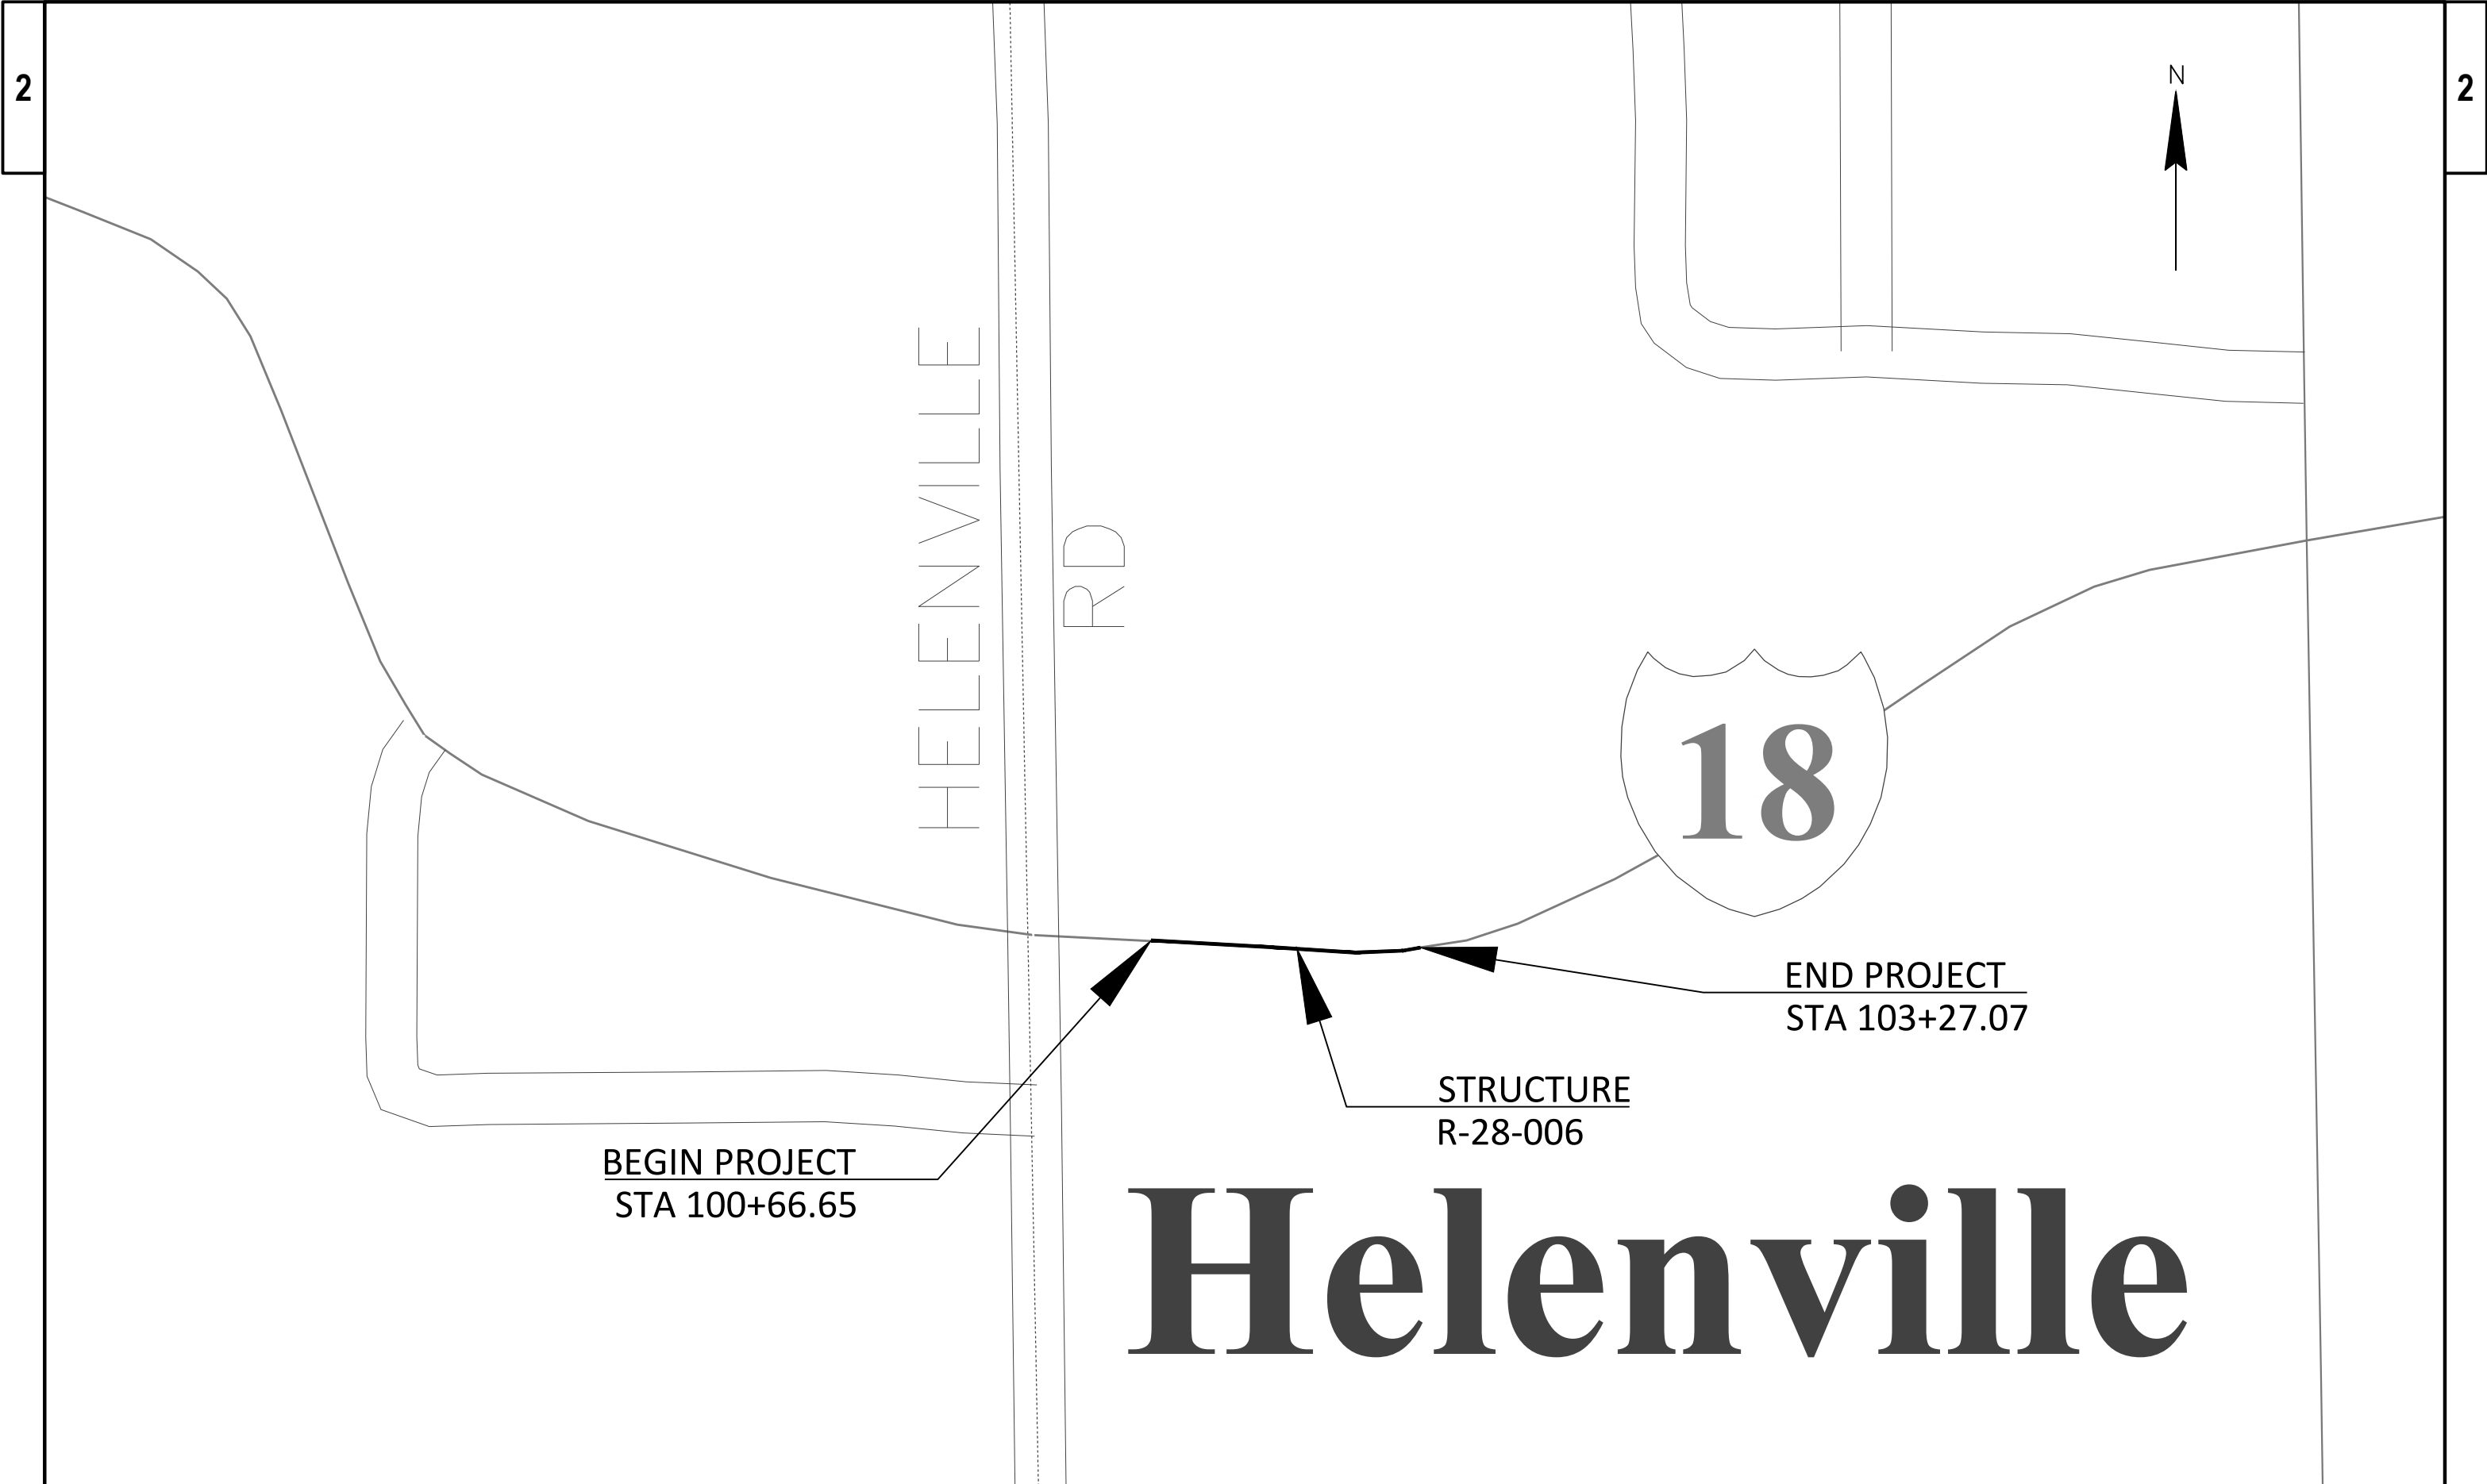 2
2
N
HELENVILLE
RD
18
END PROJECT
STA 103+27.07
STRUCTURE
R-28-006
BEGIN PROJECT
STA 100+66.65
Helenville